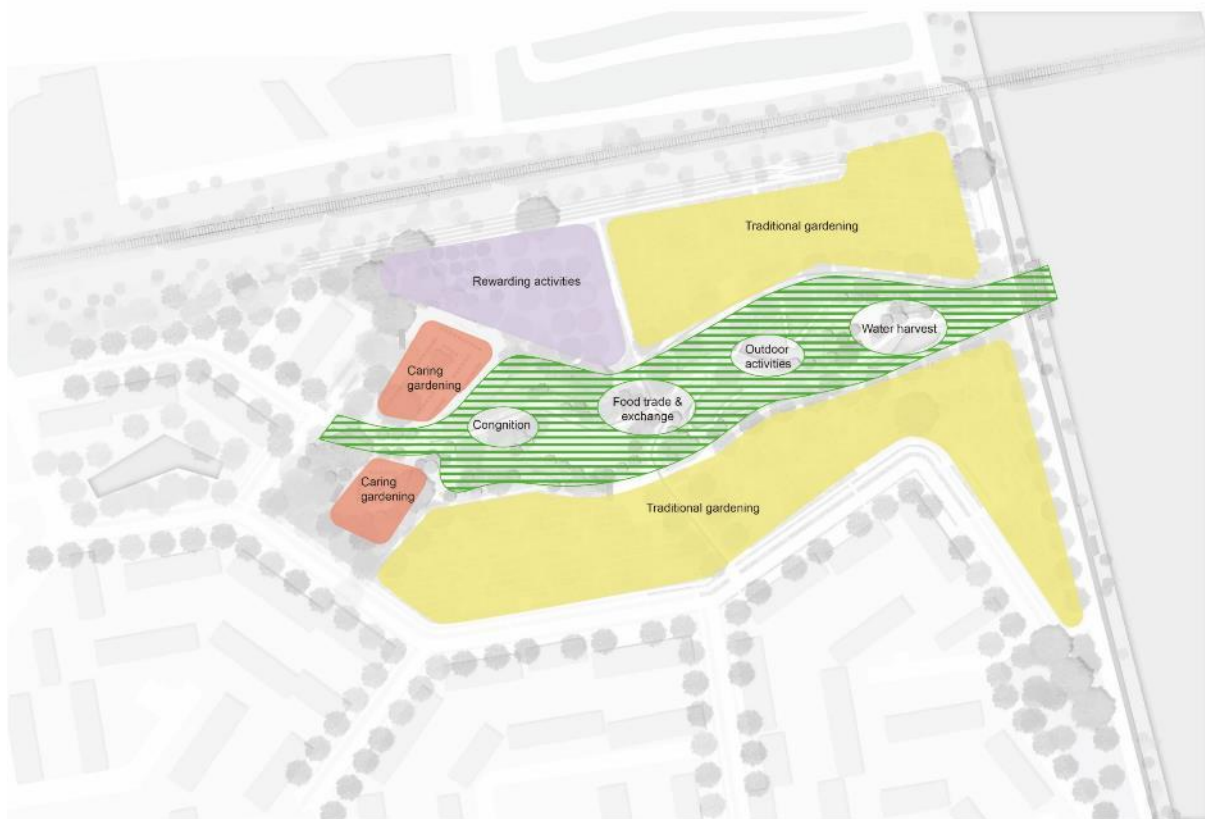 Traditional gardening
Rewarding activities
Water harvest
Outdoor
activities
Caring
gardening
Food trade &
exchange
Congnition
Caring
gardening
Traditional gardening